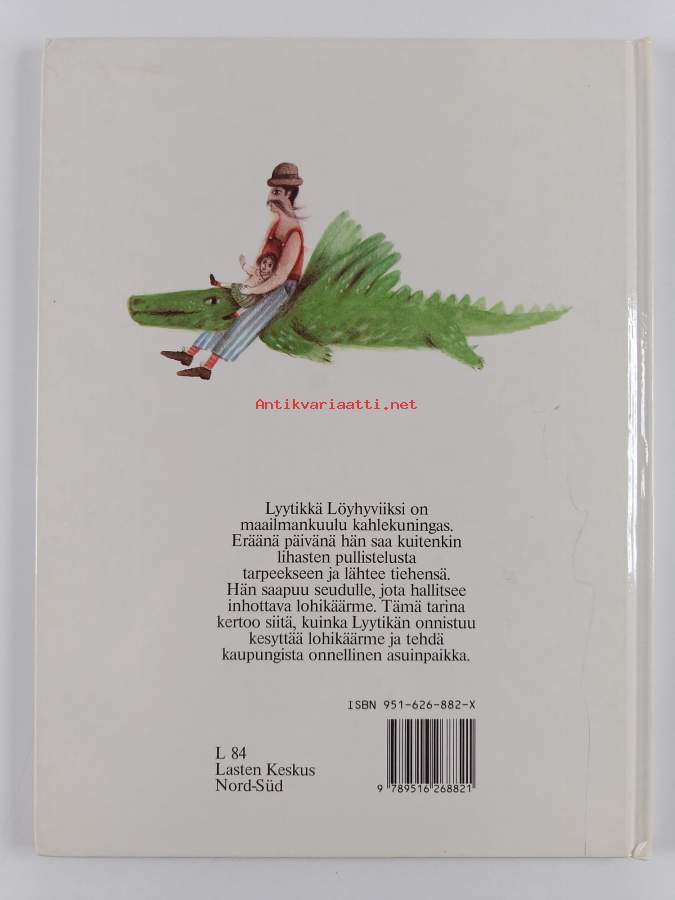 Antikvariaatti.net
Lyytikkä Löyhyviiksi on
maailmankuulu kahlekuningas.
Eräänä päivänä hän saa kuitenkin
lihasten pullistelusta
tarpeekseen ja lähtee tiehensä.
Hän saapuu seudulle, jota hallitsee
inhottava lohikäärme. Tämä tarina
kertoo siitä, kuinka Lyytikän onnistuu
kesyttää lohikäärme ja tehdä
kaupungista onnellinen asuinpaikka.
ISBN 951-626-882-X
L 84
Lasten Keskus
Nord-Süd
9 789516 268821